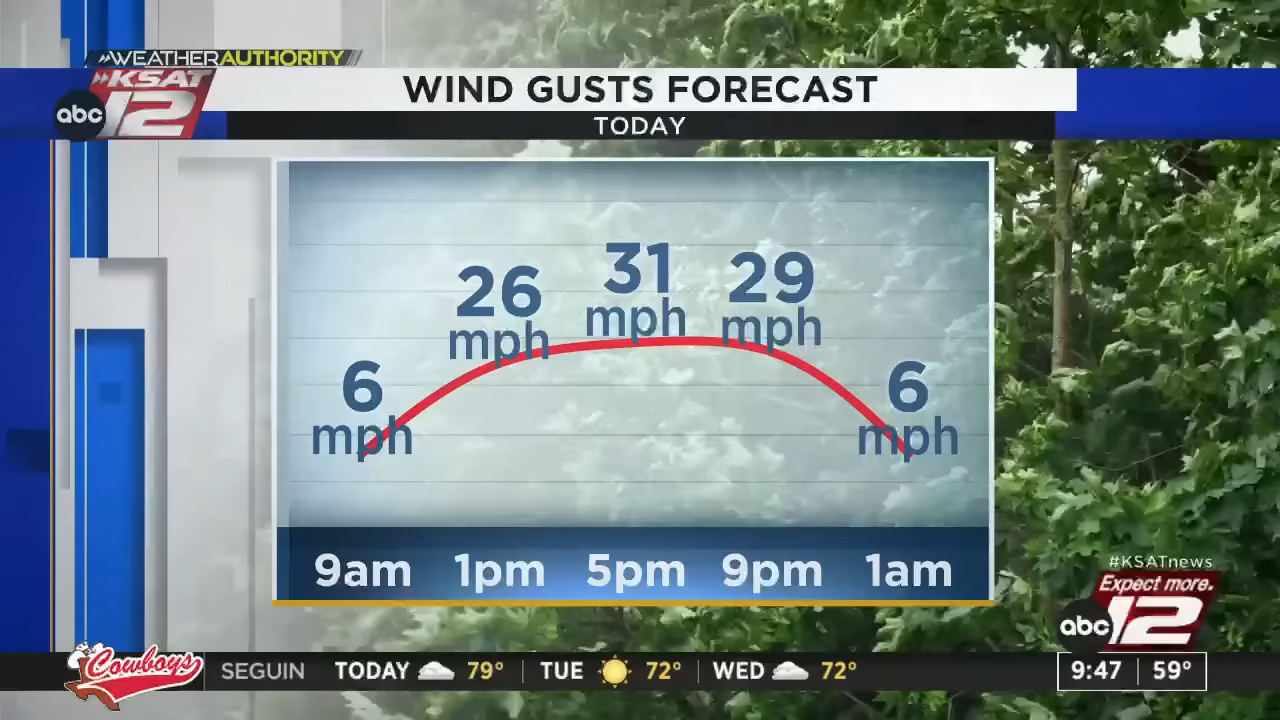 WEATHERAUTHORITY
KSAT
abc 12
WIND GUSTS FORECAST
TODAY
6 mph
26 mph
31 mph
29 mph
6 mph
9am 1pm 5pm 9pm 1am
#KSATnews
Expect more.
abc 12
Cowboys SEGUIN TODAY 79° TUE 72° WED 72° 9:47 59°